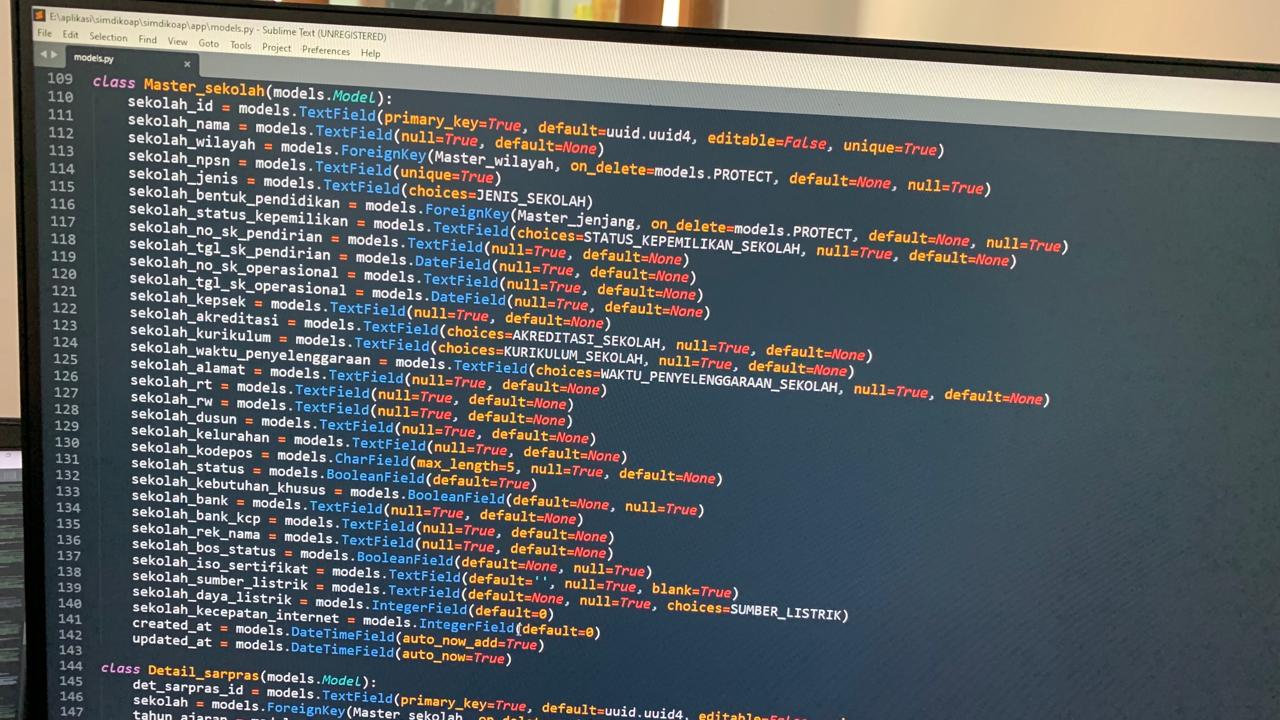 E:\aplikasi\simdikoap\simdikoap\app\models.py - Sublime Text (UNREGISTERED)
File Edit Selection Find View Goto Tools Project Preferences Help
models.py
109 class Master_sekolah(models.Model):
110 sekolah_id = models.TextField(primary_key=True, default=uuid.uuid4, editable=False, unique=True)
111 sekolah_nama = models.TextField(null=True, default=None)
112 sekolah_wilayah = models.ForeignKey(Master_wilayah, on_delete=models.PROTECT, default=None, null=True)
113 sekolah_npsn = models.TextField(unique=True)
114 sekolah_jenis = models.TextField(choices=JENIS_SEKOLAH)
115 sekolah_bentuk_pendidikan = models.ForeignKey(Master_jenjang, on_delete=models.PROTECT, default=None, null=True)
116 sekolah_status_kepemilikan = models.TextField(choices=STATUS_KEPEMILIKAN_SEKOLAH, null=True, default=None)
117 sekolah_no_sk_pendirian = models.TextField(null=True, default=None)
118 sekolah_tgl_sk_pendirian = models.DateField(null=True, default=None)
119 sekolah_no_sk_operasional = models.TextField(null=True, default=None)
120 sekolah_tgl_sk_operasional = models.DateField(null=True, default=None)
121 sekolah_kepsek = models.TextField(null=True, default=None)
122 sekolah_akreditasi = models.TextField(choices=AKREDITASI_SEKOLAH, null=True, default=None)
123 sekolah_kurikulum = models.TextField(choices=KURIKULUM_SEKOLAH, null=True, default=None)
124 sekolah_waktu_penyelenggaraan = models.TextField(choices=WAKTU_PENYELENGGARAAN_SEKOLAH, null=True, default=None)
125 sekolah_alamat = models.TextField(null=True, default=None)
126 sekolah_rt = models.TextField(null=True, default=None)
127 sekolah_rw = models.TextField(null=True, default=None)
128 sekolah_dusun = models.TextField(null=True, default=None)
129 sekolah_kelurahan = models.TextField(null=True, default=None)
130 sekolah_kodepos = models.CharField(max_length=5, null=True, default=None)
131 sekolah_status = models.BooleanField(default=True)
132 sekolah_kebutuhan_khusus = models.BooleanField(default=None, null=True)
133 sekolah_bank = models.TextField(null=True, default=None)
134 sekolah_bank_kcp = models.TextField(null=True, default=None)
135 sekolah_rek_nama = models.TextField(null=True, default=None)
136 sekolah_bos_status = models.BooleanField(default=None, null=True)
137 sekolah_iso_sertifikat = models.TextField(default='', null=True, blank=True)
138 sekolah_sumber_listrik = models.TextField(default=None, null=True, choices=SUMBER_LISTRIK)
139 sekolah_daya_listrik = models.IntegerField(default=0)
140 sekolah_kecepatan_internet = models.IntegerField(default=0)
141 created_at = models.DateTimeField(auto_now_add=True)
142 updated_at = models.DateTimeField(auto_now=True)
143
144 class Detail_sarpras(models.Model):
145 det_sarpras_id = models.TextField(primary_key=True, default=uuid.uuid4, editable=False
146 sekolah = models.ForeignKey(Master_sekolah,
147 tahun_ajaran =